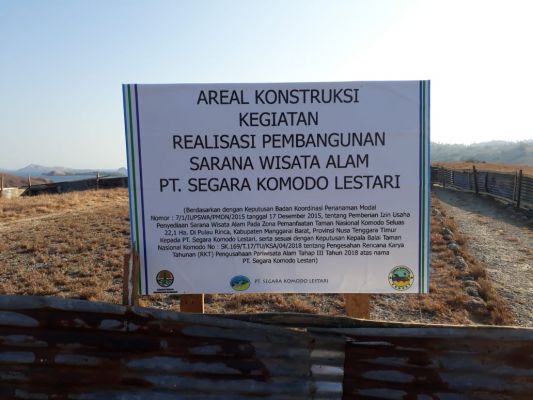 AREAL KONSTRUKSI
KEGIATAN
REALISASI PEMBANGUNAN
SARANA WISATA ALAM
PT. SEGARA KOMODO LESTARI
(Berdasarkan dengan Keputusan Badan Koordinasi Penanaman Modal
Nomor : 7/1/IUPSWA/PMDN/2015 tanggal 17 Desember 2015, tentang Pemberian Izin Usaha
Penyediaan Sarana Wisata Alam Pada Zona Pemanfaatan Taman Nasional Komodo Seluas
22,1 Ha. Di Pulau Rinca, Kabupaten Manggarai Barat, Provinsi Nusa Tenggara Timur
Kepada PT. Segara Komodo Lestari, serta sesuai dengan Keputusan Kepala Balai Taman
Nasional Komodo No : SK.169/T.17/TU/KSA/04/2018 tentang Pengesahan Rencana Karya
Tahunan (RKT) Pengusahaan Pariwisata Alam Tahap III Tahun 2018 atas nama
PT. Segara Komodo Lestari)
PT. SEGARA KOMODO LESTARI